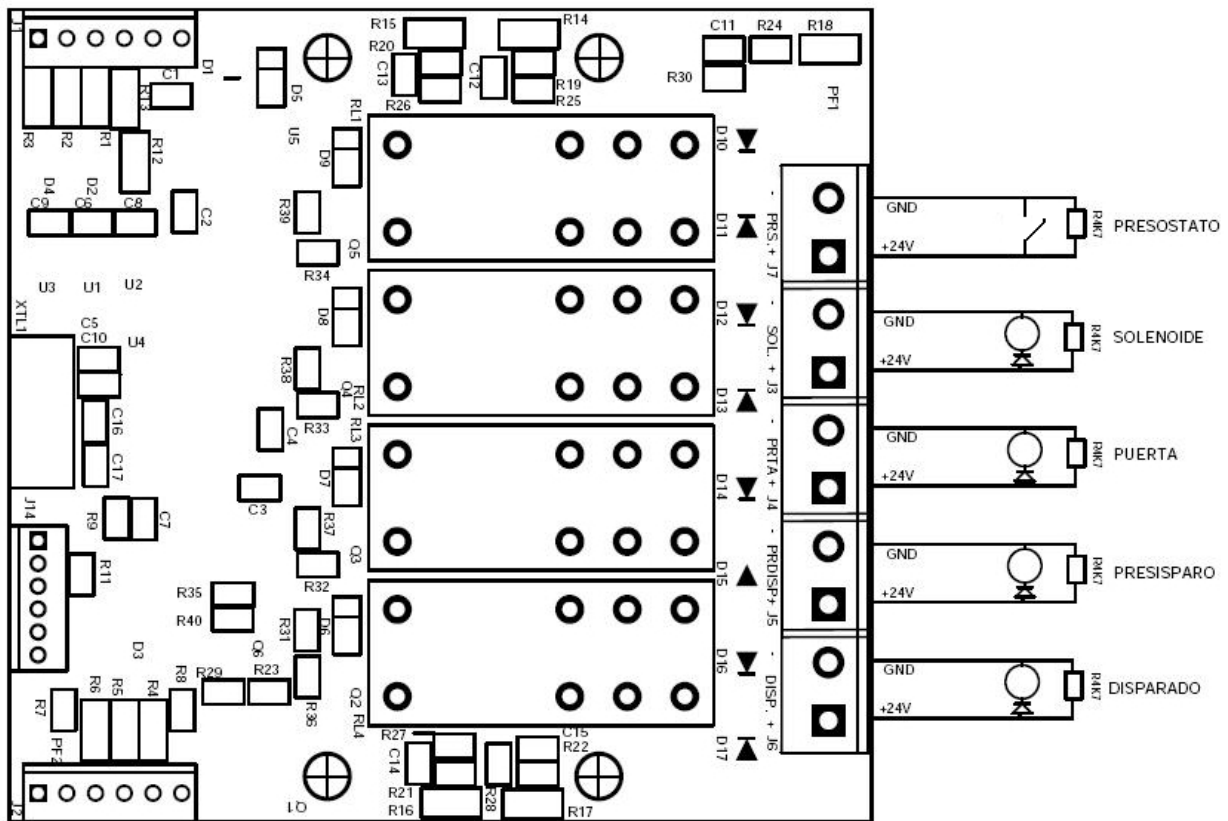 J1
D1
C1
R3
R2
R1
R13
R12
D5
U5
D4
D2
C9
C6
C8
C2
U3
U1
U2
XTL1
C5
C10
U4
C16
C17
C4
C3
J14
R9
C7
R11
R35
R40
D3
Q6
R29
R23
R7
R6
R5
R4
R8
PF2
J2
Q1
R15
R20
C13
R26
R14
C12
R19
R25
C11
R24
R18
R30
PF1
RL1
D9
R39
R34
Q5
D8
R38
R33
Q4
RL2
RL3
D7
R37
R32
Q3
R31
D6
R36
Q2
RL4
R27
C14
R21
R16
C15
R22
R28
R17
D10
D11
D12
D13
D14
D15
D16
D17
- PRS.+ J7
- SOL. + J3
- PRTA + J4
- PRDISP+ J5
- DISP. + J6
GND
+24V
R4K7
PRESOSTATO
GND
+24V
R4K7
SOLENOIDE
GND
+24V
R4K7
PUERTA
GND
+24V
R4K7
PRESISPARO
GND
+24V
R4K7
DISPARADO